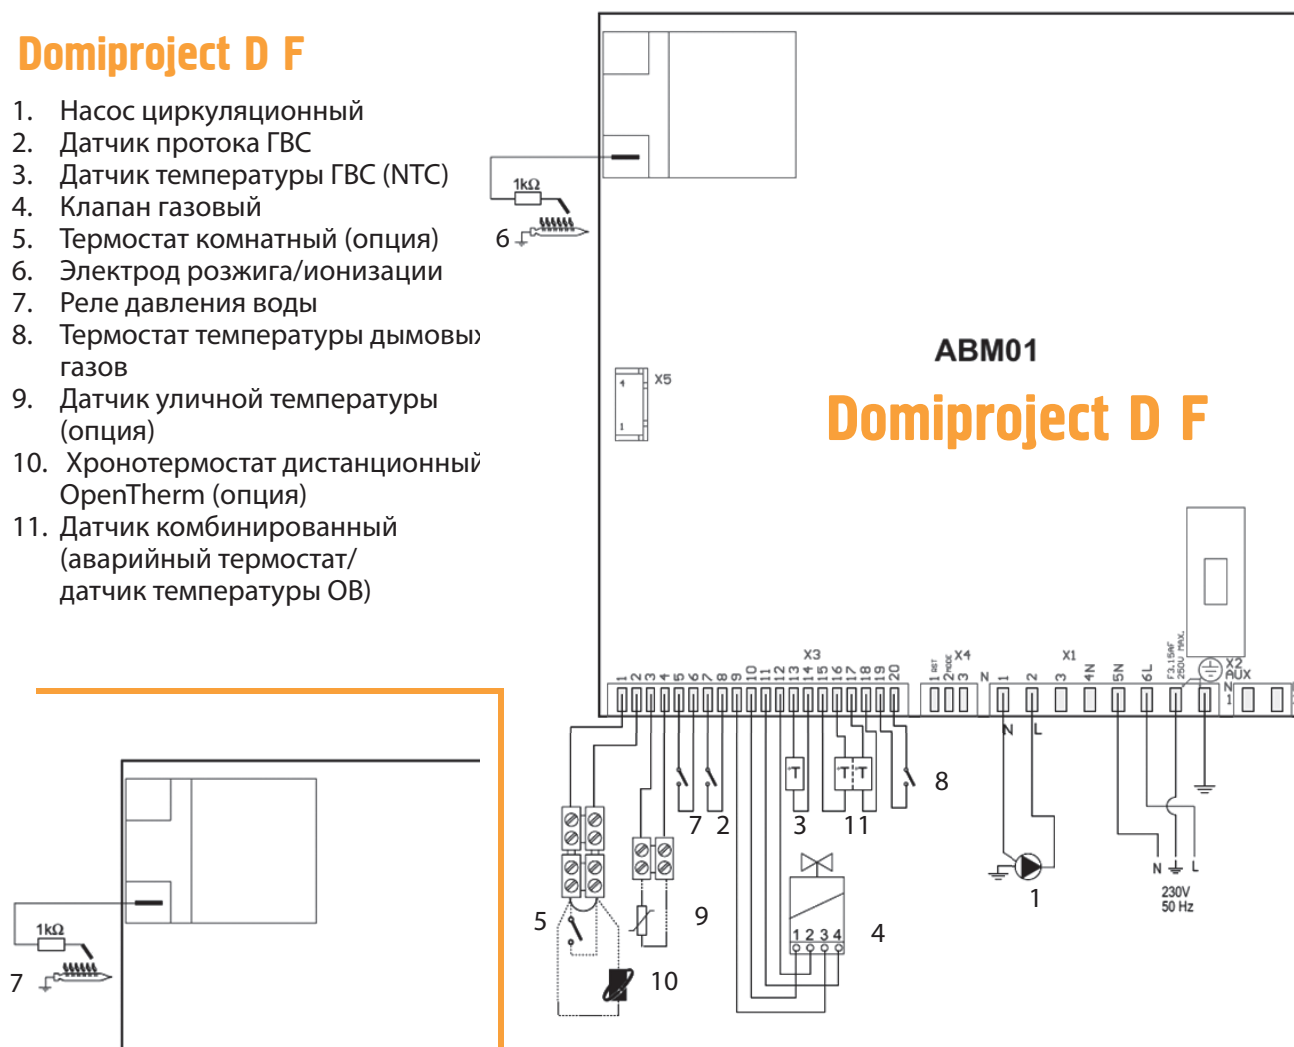 Domiproject D F
1. Насос циркуляционный
2. Датчик протока ГВС
3. Датчик температуры ГВС (NTC)
4. Клапан газовый
5. Термостат комнатный (опция)
6. Электрод розжига/ионизации
7. Реле давления воды
8. Термостат температуры дымовых
газов
9. Датчик уличной температуры
(опция)
10. Хронотермостат дистанционный
OpenTherm (опция)
11. Датчик комбинированный
(аварийный термостат/
датчик температуры ОВ)
1kΩ
6
ABM01
Domiproject D F
4 X5
1
F3.15AF
250V MAX.
X3 X4 X1 X2
AUX
1 2 3 4 5 6 7 8 9 10 11 12 13 14 15 16 17 18 19 20
1 RST 2 MODE 3
N 1 2 3 4N 5N 6L
N
1
N L
°T °T °T
7 2 3 11 8
5 9 10
1 2 3 4
4
1
N L
230V
50 Hz
1kΩ
7